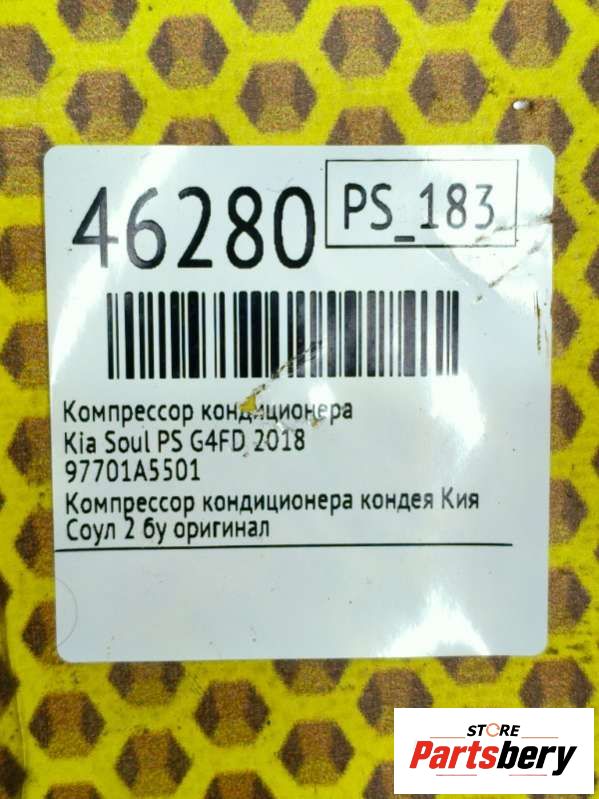 46280
PS_183
Компрессор кондиционера
Kia Soul PS G4FD 2018
97701A5501
Компрессор кондиционера кондея Кия
Соул 2 бу оригинал
STORE
Partsbery